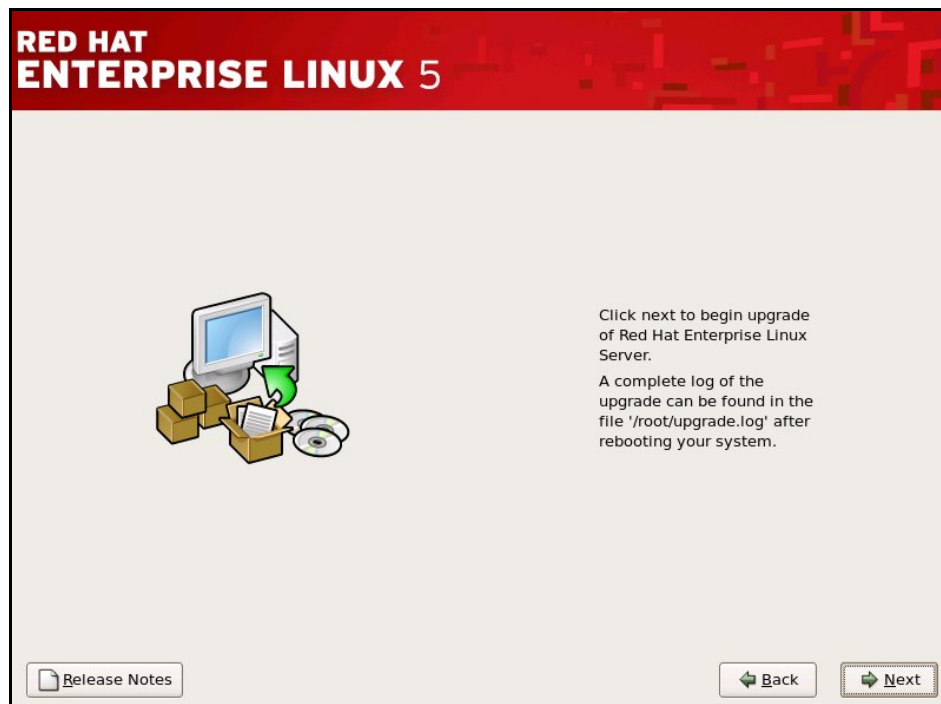 RED HAT
ENTERPRISE LINUX 5
Click next to begin upgrade
of Red Hat Enterprise Linux
Server.
A complete log of the
upgrade can be found in the
file '/root/upgrade.log' after
rebooting your system.
Release Notes
Back
Next